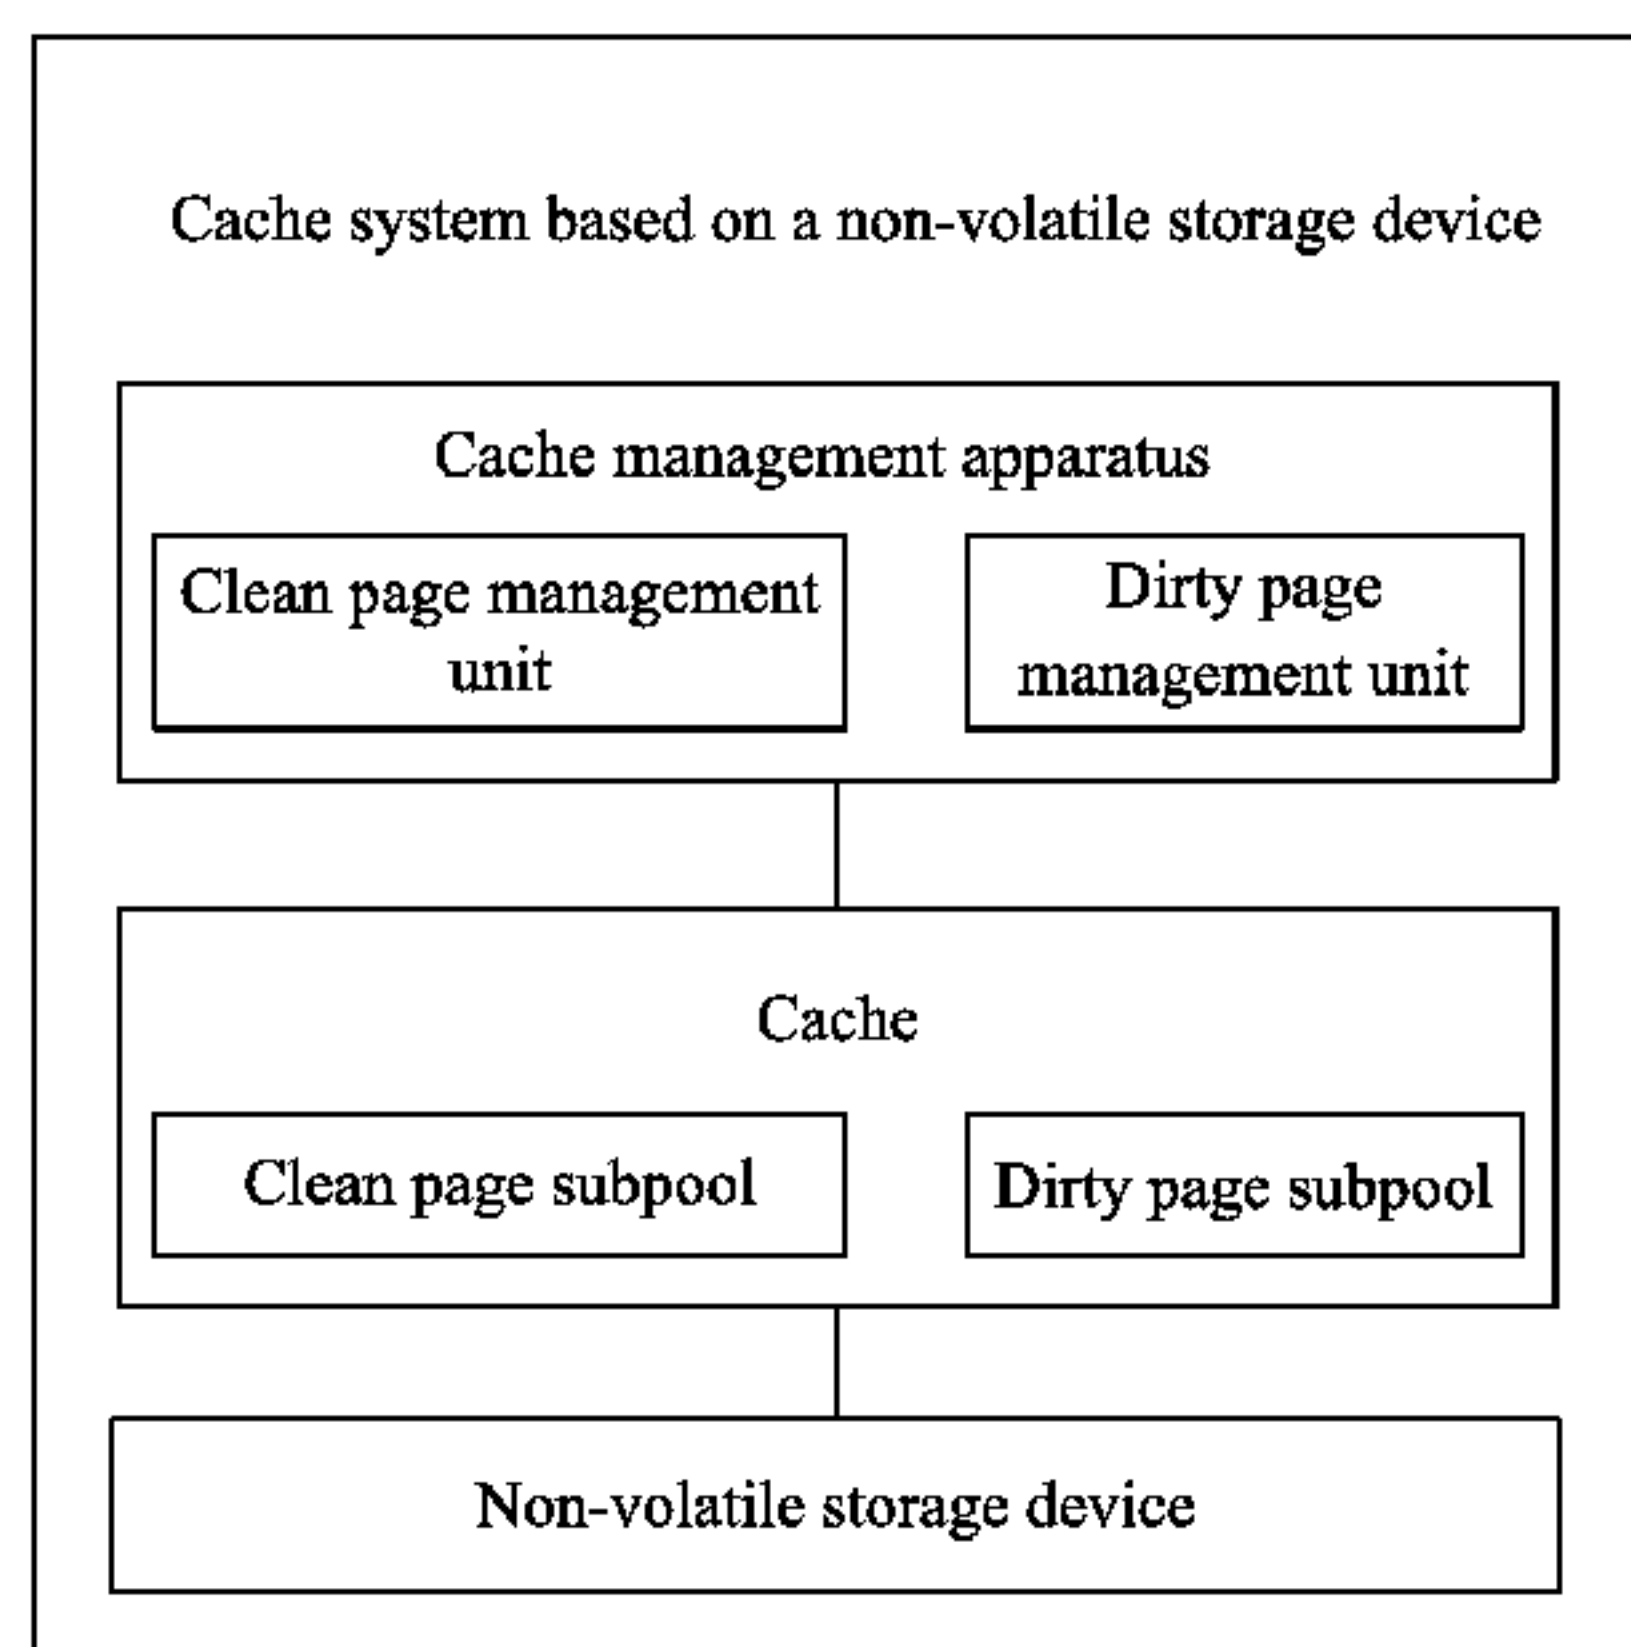 Cache system based on a non-volatile storage device
Cache management apparatus
Clean page management
unit
Dirty page
management unit
Cache
Clean page subpool
Dirty page subpool
Non-volatile storage device